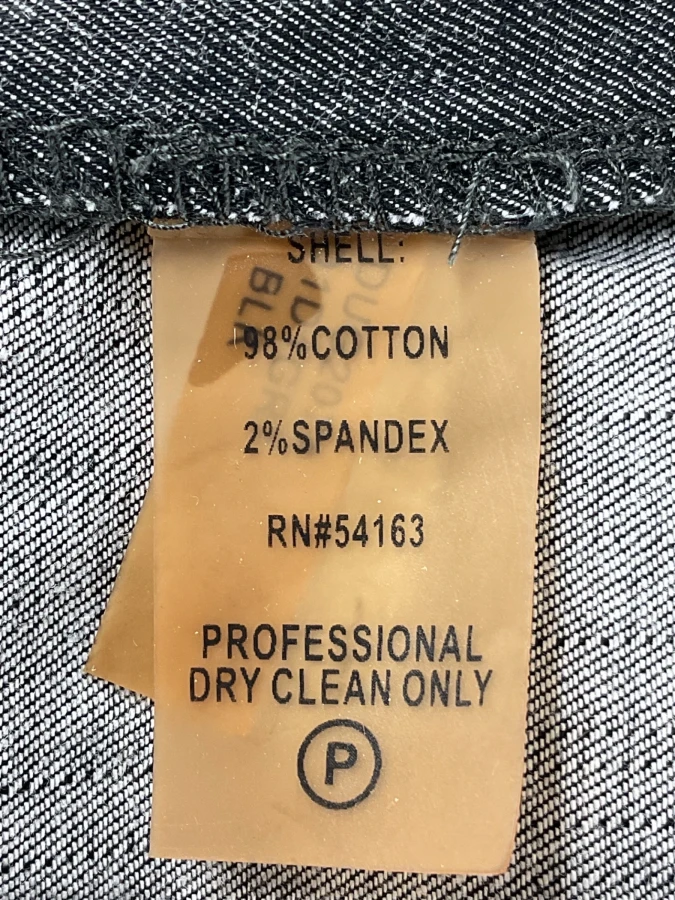 SHELL:
98%COTTON
2%SPANDEX
RN#54163
PROFESSIONAL
DRY CLEAN ONLY
P